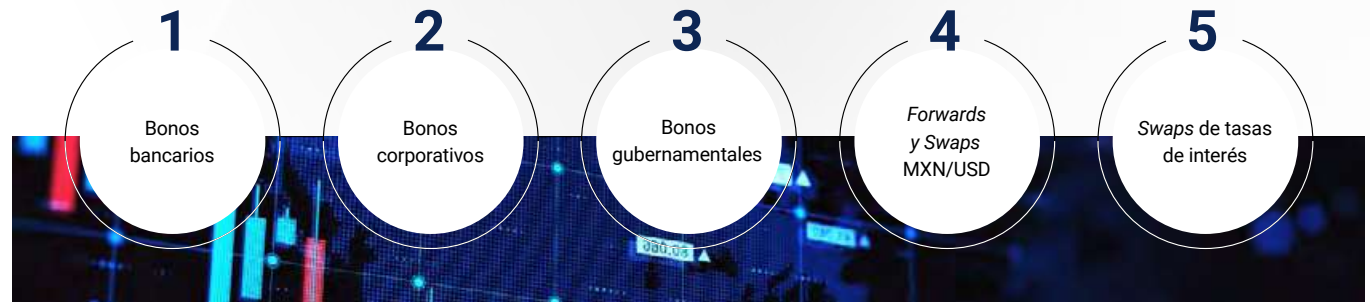 1
Bonos
bancarios
2
Bonos
corporativos
3
Bonos
gubernamentales
4
Forwards
y Swaps
MXN/USD
5
Swaps de tasas
de interés